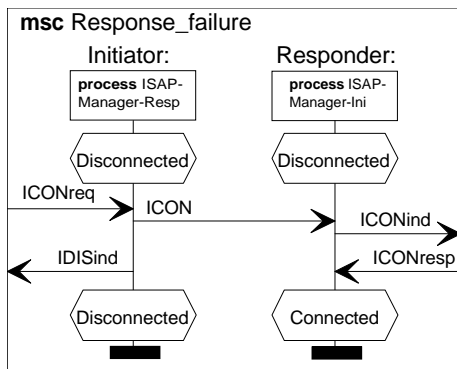 msc Response_failure
Initiator: Responder:
process ISAP-
Manager-Resp
process ISAP-
Manager-Ini
Disconnected Disconnected
ICONreq
ICON
ICONind
IDISind
ICONresp
Disconnected Connected